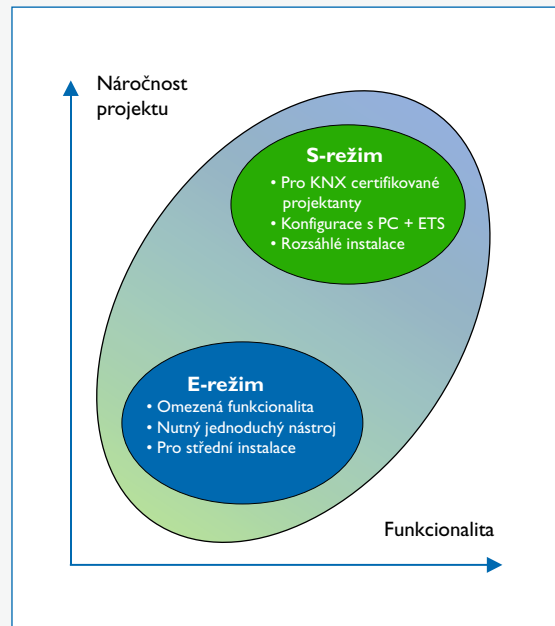 Náročnost
projektu
S-režim
• Pro KNX certifikované
projektanty
• Konfigurace s PC + ETS
• Rozsáhlé instalace
E-režim
• Omezená funkcionalita
• Nutný jednoduchý nástroj
• Pro střední instalace
Funkcionalita